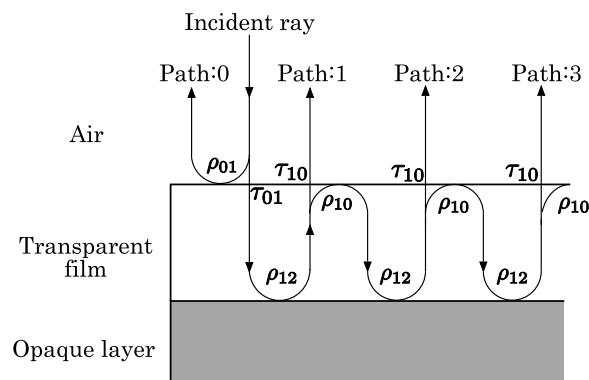 Incident ray
Path:0 Path:1 Path:2 Path:3
Air
ρ01 τ10 τ10 τ10
τ01 ρ10 ρ10 ρ10
Transparent
film
ρ12 ρ12 ρ12
Opaque layer